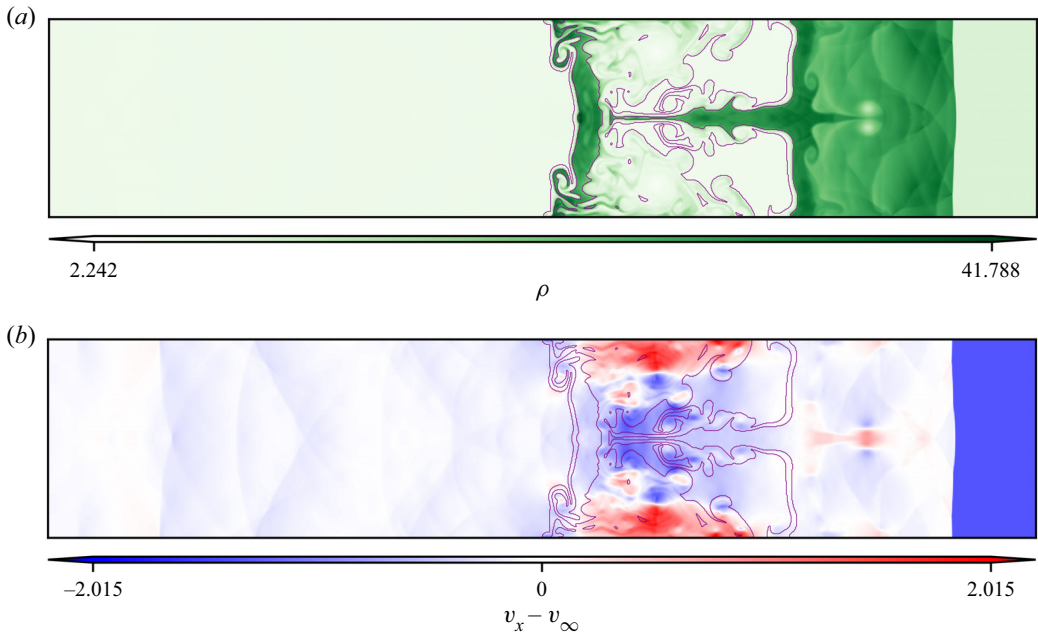 (a)
2.242
41.788
ρ
(b)
–2.015
0
2.015
v_x – v_∞